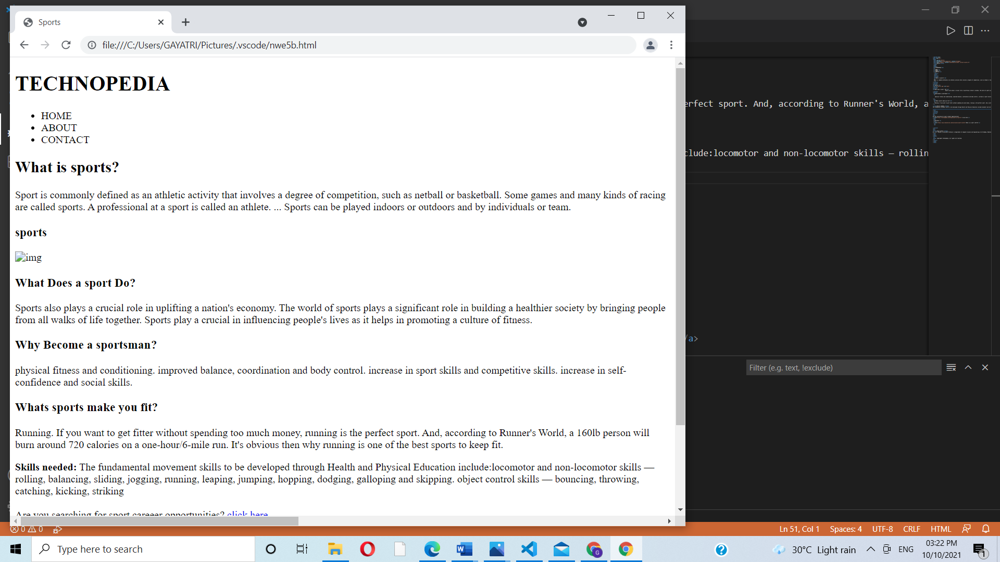 Sports
file:///C:/Users/GAYATRI/Pictures/.vscode/nwe5b.html
TECHNOPEDIA
HOME
ABOUT
CONTACT
What is sports?
Sport is commonly defined as an athletic activity that involves a degree of competition, such as netball or basketball. Some games and many kinds of racing
are called sports. A professional at a sport is called an athlete. ... Sports can be played indoors or outdoors and by individuals or team.
sports
img
What Does a sport Do?
Sports also plays a crucial role in uplifting a nation's economy. The world of sports plays a significant role in building a healthier society by bringing people
from all walks of life together. Sports play a crucial in influencing people's lives as it helps in promoting a culture of fitness.
Why Become a sportsman?
physical fitness and conditioning. improved balance, coordination and body control. increase in sport skills and competitive skills. increase in self-
confidence and social skills.
Whats sports make you fit?
Running. If you want to get fitter without spending too much money, running is the perfect sport. And, according to Runner's World, a 160lb person will
burn around 720 calories on a one-hour/6-mile run. It's obvious then why running is one of the best sports to keep fit.
Skills needed: The fundamental movement skills to be developed through Health and Physical Education include:locomotor and non-locomotor skills —
rolling, balancing, sliding, jogging, running, leaping, jumping, hopping, dodging, galloping and skipping. object control skills — bouncing, throwing,
catching, kicking, striking
Are you searching for sport careeer opportunities? click here
erfect sport. And, according to Runner's World, a
clude:locomotor and non-locomotor skills — rollin
/a>
Filter (e.g. text, !exclude)
0 0
Ln 51, Col 1 Spaces: 4 UTF-8 CRLF HTML
Type here to search
30°C Light rain ENG
03:22 PM
10/10/2021
1